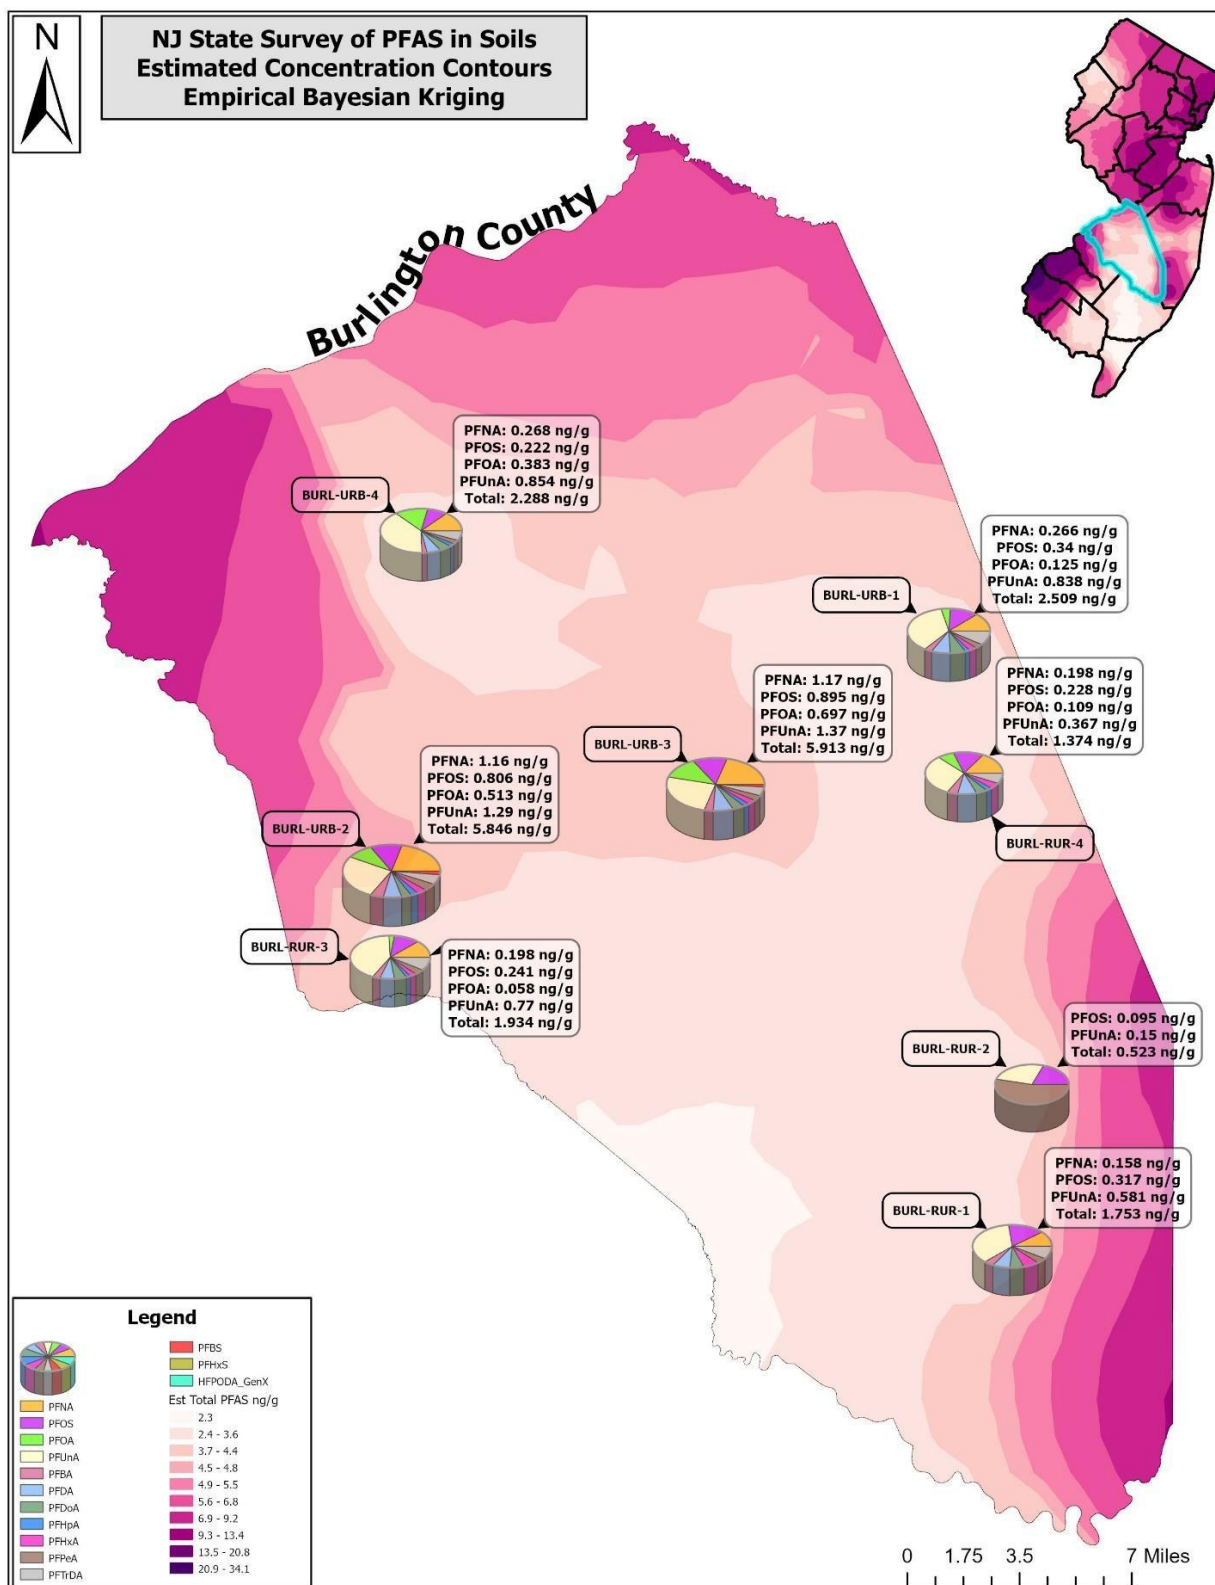 N
NJ State Survey of PFAS in Soils
Estimated Concentration Contours
Empirical Bayesian Kriging
Burlington County
PFNA: 0.268 ng/g
PFOS: 0.222 ng/g
PFOA: 0.383 ng/g
PFUnA: 0.854 ng/g
Total: 2.288 ng/g
BURL-URB-4
PFNA: 0.266 ng/g
PFOS: 0.34 ng/g
PFOA: 0.125 ng/g
PFUnA: 0.838 ng/g
Total: 2.509 ng/g
BURL-URB-1
PFNA: 1.17 ng/g
PFOS: 0.895 ng/g
PFOA: 0.697 ng/g
PFUnA: 1.37 ng/g
Total: 5.913 ng/g
BURL-URB-3
PFNA: 0.198 ng/g
PFOS: 0.228 ng/g
PFOA: 0.109 ng/g
PFUnA: 0.367 ng/g
Total: 1.374 ng/g
BURL-RUR-4
PFNA: 1.16 ng/g
PFOS: 0.806 ng/g
PFOA: 0.513 ng/g
PFUnA: 1.29 ng/g
Total: 5.846 ng/g
BURL-URB-2
BURL-RUR-3
PFNA: 0.198 ng/g
PFOS: 0.241 ng/g
PFOA: 0.058 ng/g
PFUnA: 0.77 ng/g
Total: 1.934 ng/g
PFOS: 0.095 ng/g
PFUnA: 0.15 ng/g
Total: 0.523 ng/g
BURL-RUR-2
PFNA: 0.158 ng/g
PFOS: 0.317 ng/g
PFUnA: 0.581 ng/g
Total: 1.753 ng/g
BURL-RUR-1
Legend
PFNA
PFOS
PFOA
PFUnA
PFBA
PFDA
PFDoA
PFHpA
PFHxA
PFPeA
PFTrDA
PFBS
PFHxS
HFPODA_GenX
Est Total PFAS ng/g
2.3
2.4 - 3.6
3.7 - 4.4
4.5 - 4.8
4.9 - 5.5
5.6 - 6.8
6.9 - 9.2
9.3 - 13.4
13.5 - 20.8
20.9 - 34.1
0 1.75 3.5 7 Miles